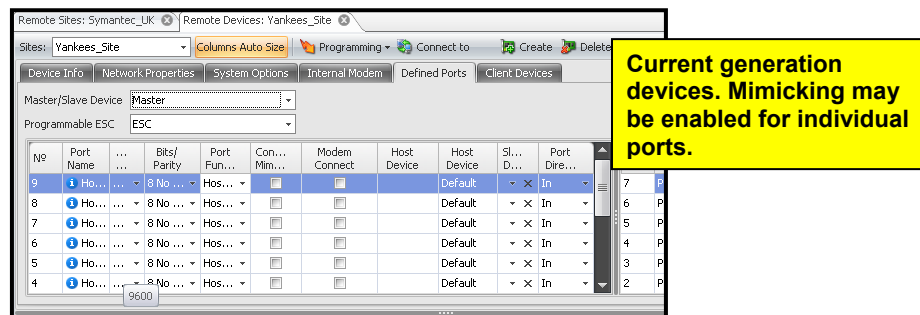 Remote Sites: Symantec_UK Remote Devices: Yankees_Site
Sites: Yankees_Site Columns Auto Size Programming Connect to Create Delete
Device Info Network Properties System Options Internal Modem Defined Ports Client Devices
Master/Slave Device Master
Programmable ESC ESC
Nº Port Name ... ... Bits/ Parity Port Fun... Con... Mim... Modem Connect Host Device Host Device Sl... D... Port Dire...
9 Ho... ... 8 No ... Hos... Default In 7 P
8 Ho... ... 8 No ... Hos... Default In 6 P
7 Ho... ... 8 No ... Hos... Default In 5 P
6 Ho... ... 8 No ... Hos... Default In 4 P
5 Ho... ... 8 No ... Hos... Default In 3 P
4 Ho... ... 8 No ... Hos... Default In 2 P
9600
Current generation
devices. Mimicking may
be enabled for individual
ports.